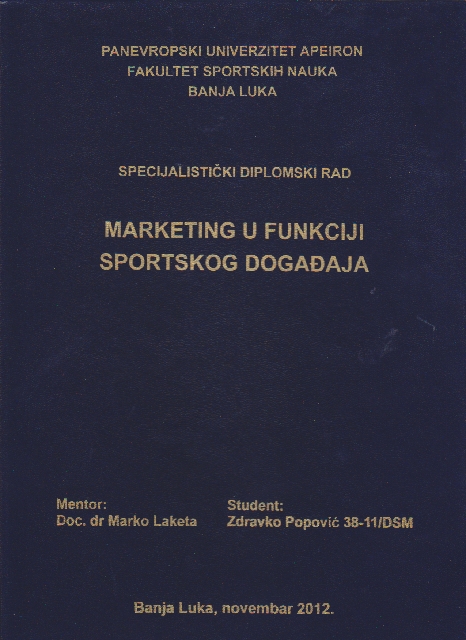 PANEVROPSKI UNIVERZITET APEIRON
FAKULTET SPORTSKIH NAUKA
BANJA LUKA
SPECIJALISTIČKI DIPLOMSKI RAD
MARKETING U FUNKCIJI
SPORTSKOG DOGAĐAJA
Mentor:
Doc. dr Marko Laketa
Student:
Zdravko Popović 38-11/DSM
Banja Luka, novembar 2012.